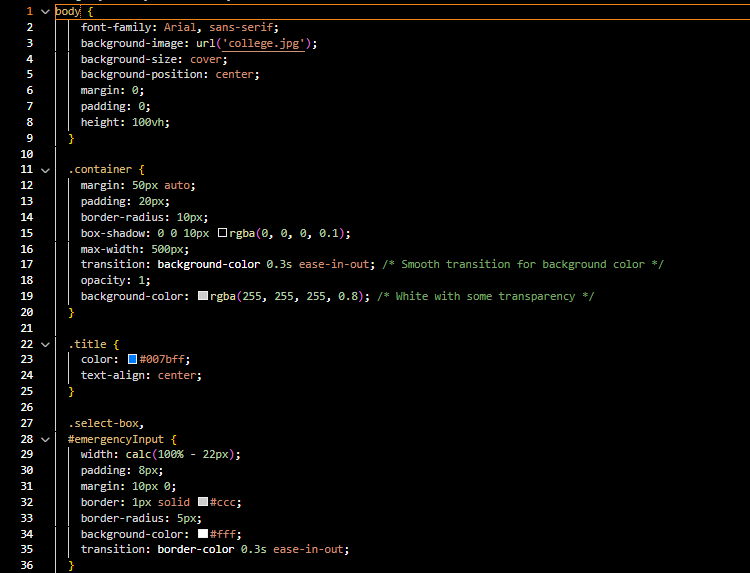 1 body {
2 font-family: Arial, sans-serif;
3 background-image: url('college.jpg');
4 background-size: cover;
5 background-position: center;
6 margin: 0;
7 padding: 0;
8 height: 100vh;
9 }
10
11 .container {
12 margin: 50px auto;
13 padding: 20px;
14 border-radius: 10px;
15 box-shadow: 0 0 10px rgba(0, 0, 0, 0.1);
16 max-width: 500px;
17 transition: background-color 0.3s ease-in-out; /* Smooth transition for background color */
18 opacity: 1;
19 background-color: rgba(255, 255, 255, 0.8); /* White with some transparency */
20 }
21
22 .title {
23 color: #007bff;
24 text-align: center;
25 }
26
27 .select-box,
28 #emergencyInput {
29 width: calc(100% - 22px);
30 padding: 8px;
31 margin: 10px 0;
32 border: 1px solid #ccc;
33 border-radius: 5px;
34 background-color: #fff;
35 transition: border-color 0.3s ease-in-out;
36 }